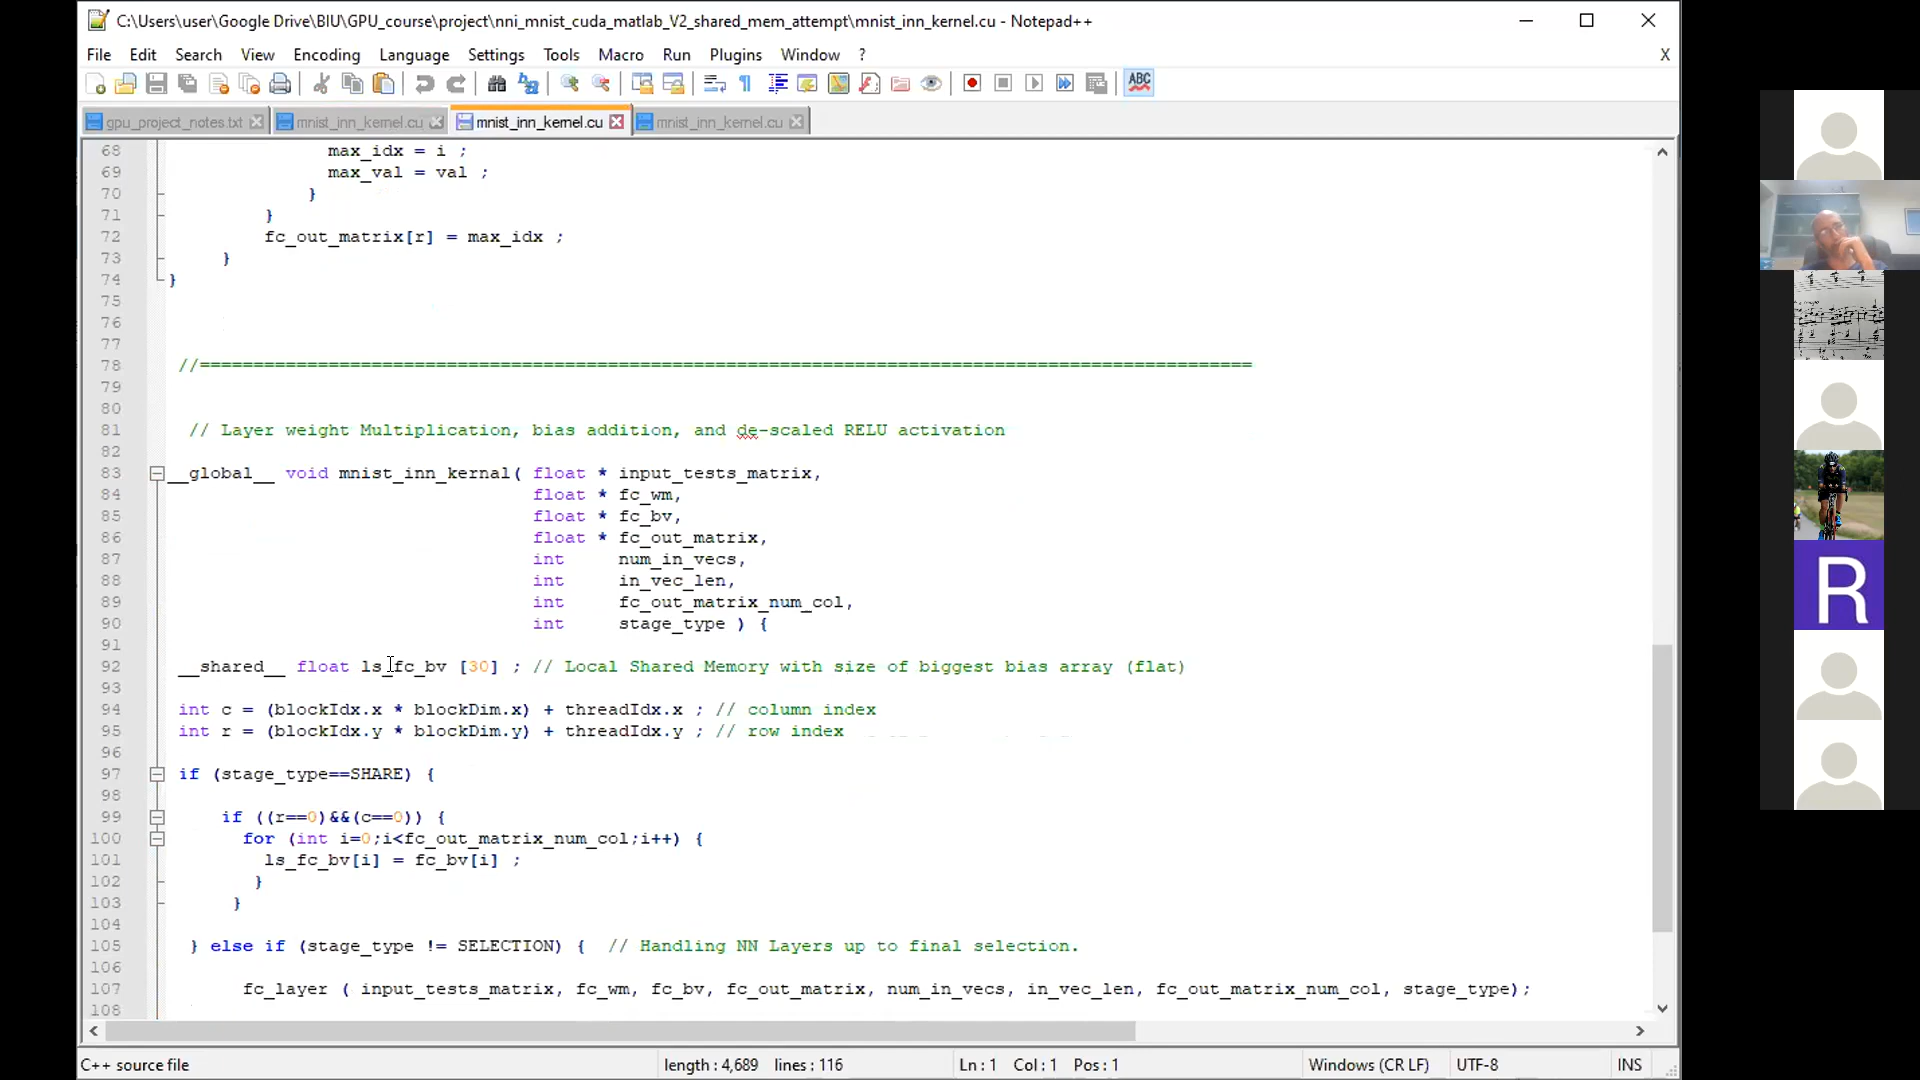 C:\Users\user\Google Drive\BIU\GPU_course\project\nni_mnist_cuda_matlab_V2_shared_mem_attempt\mnist_inn_kernel.cu - Notepad++
File Edit Search View Encoding Language Settings Tools Macro Run Plugins Window ? X
ABC
gpu_project_notes.txt mnist_inn_kernel.cu mnist_inn_kernel.cu mnist_inn_kernel.cu
68 max_idx = i ;
69 max_val = val ;
70 }
71 }
72 fc_out_matrix[r] = max_idx ;
73 }
74 }
75
76
77
78 //===================================================================================================
79
80
81 // Layer weight Multiplication, bias addition, and de-scaled RELU activation
82
83 __global__ void mnist_inn_kernal( float * input_tests_matrix,
84 float * fc_wm,
85 float * fc_bv,
86 float * fc_out_matrix,
87 int num_in_vecs,
88 int in_vec_len,
89 int fc_out_matrix_num_col,
90 int stage_type ) {
91
92 __shared__ float ls_fc_bv [30] ; // Local Shared Memory with size of biggest bias array (flat)
93
94 int c = (blockIdx.x * blockDim.x) + threadIdx.x ; // column index
95 int r = (blockIdx.y * blockDim.y) + threadIdx.y ; // row index
96
97 if (stage_type==SHARE) {
98
99 if ((r==0)&&(c==0)) {
100 for (int i=0;i<fc_out_matrix_num_col;i++) {
101 ls_fc_bv[i] = fc_bv[i] ;
102 }
103 }
104
105 } else if (stage_type != SELECTION) { // Handling NN Layers up to final selection.
106
107 fc_layer ( input_tests_matrix, fc_wm, fc_bv, fc_out_matrix, num_in_vecs, in_vec_len, fc_out_matrix_num_col, stage_type);
108
C++ source file length : 4,689 lines : 116 Ln : 1 Col : 1 Pos : 1 Windows (CR LF) UTF-8 INS
R